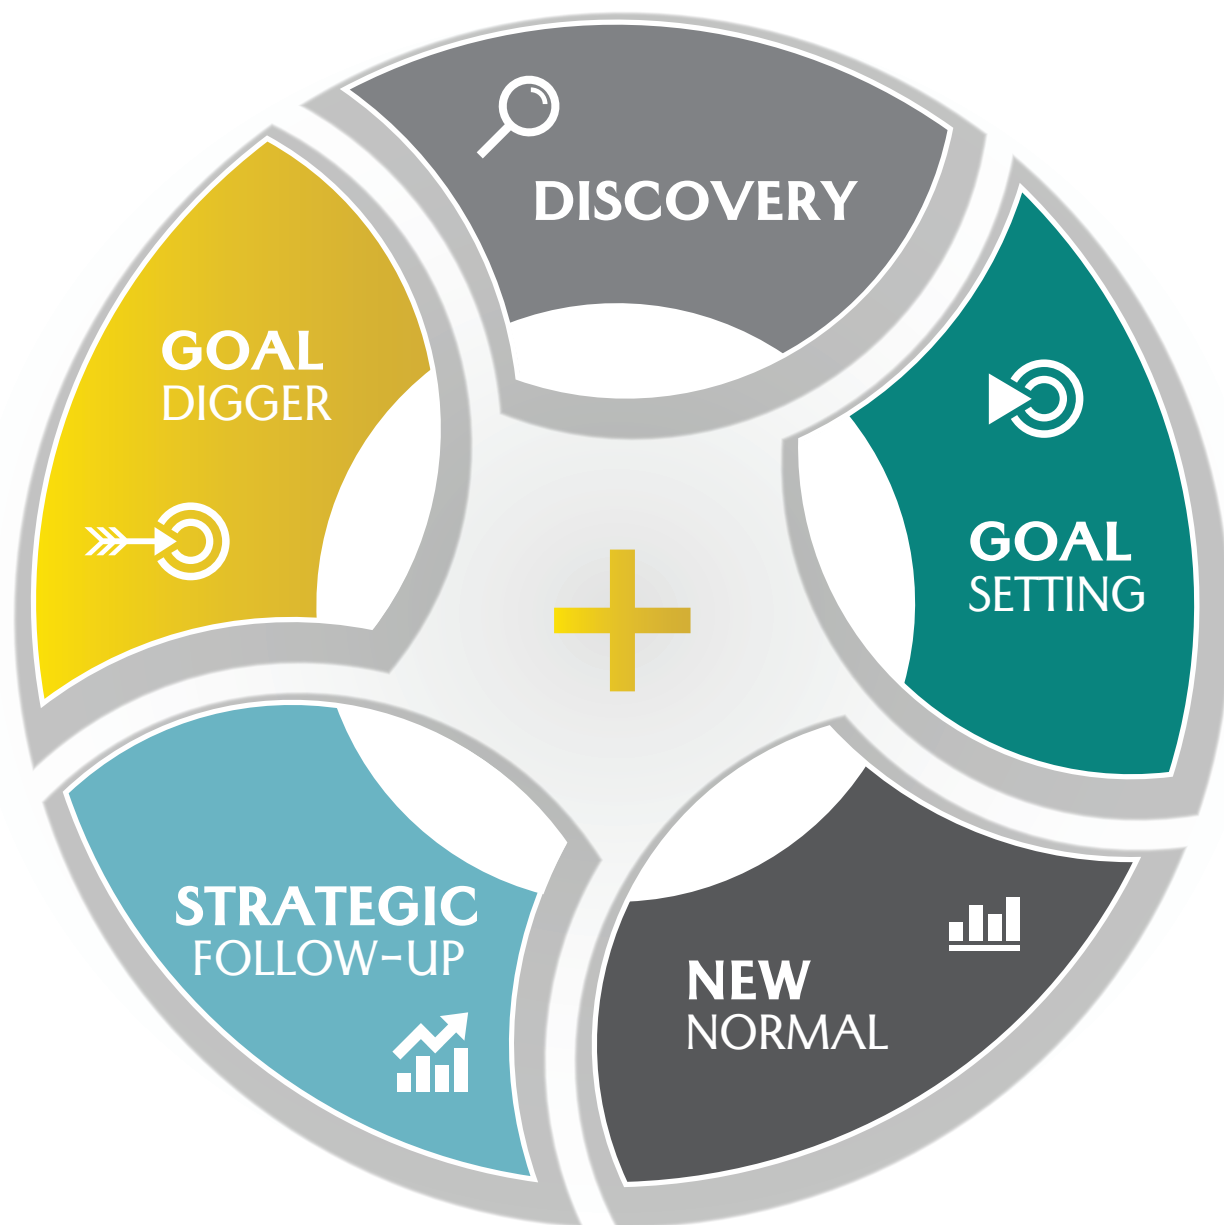 DISCOVERY
GOAL
SETTING
NEW
NORMAL
STRATEGIC
FOLLOW-UP
GOAL
DIGGER